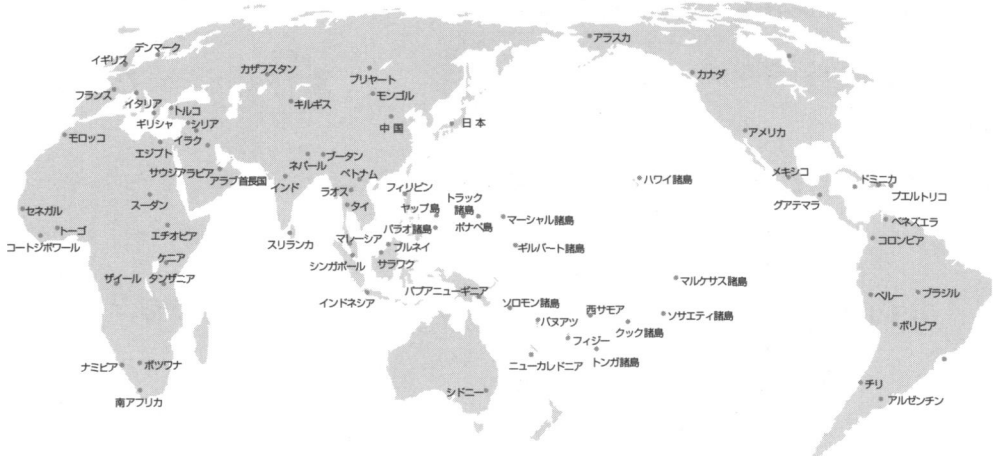 デンマーク
イギリス
フランス
イタリア
ギリシャ
トルコ
シリア
イラク
モロッコ
エジプト
サウジアラビア
アラブ首長国
カザフスタン
キルギス
ブリヤート
モンゴル
中国
日本
ネパール
ブータン
インド
ベトナム
ラオス
タイ
フィリピン
スリランカ
マレーシア
シンガポール
ブルネイ
サラワク
インドネシア
パプアニューギニア
ヤップ島
トラック
諸島
パラオ諸島
ポナペ島
マーシャル諸島
ギルバート諸島
ハワイ諸島
マルケサス諸島
ソロモン諸島
バヌアツ
西サモア
クック諸島
ソサエティ諸島
フィジー
トンガ諸島
ニューカレドニア
シドニー
セネガル
トーゴ
コートジボワール
スーダン
エチオピア
ケニア
ザイール
タンザニア
ナミビア
ボツワナ
南アフリカ
アラスカ
カナダ
アメリカ
メキシコ
グアテマラ
ドミニカ
プエルトリコ
ベネズエラ
コロンビア
ペルー
ブラジル
ボリビア
チリ
アルゼンチン